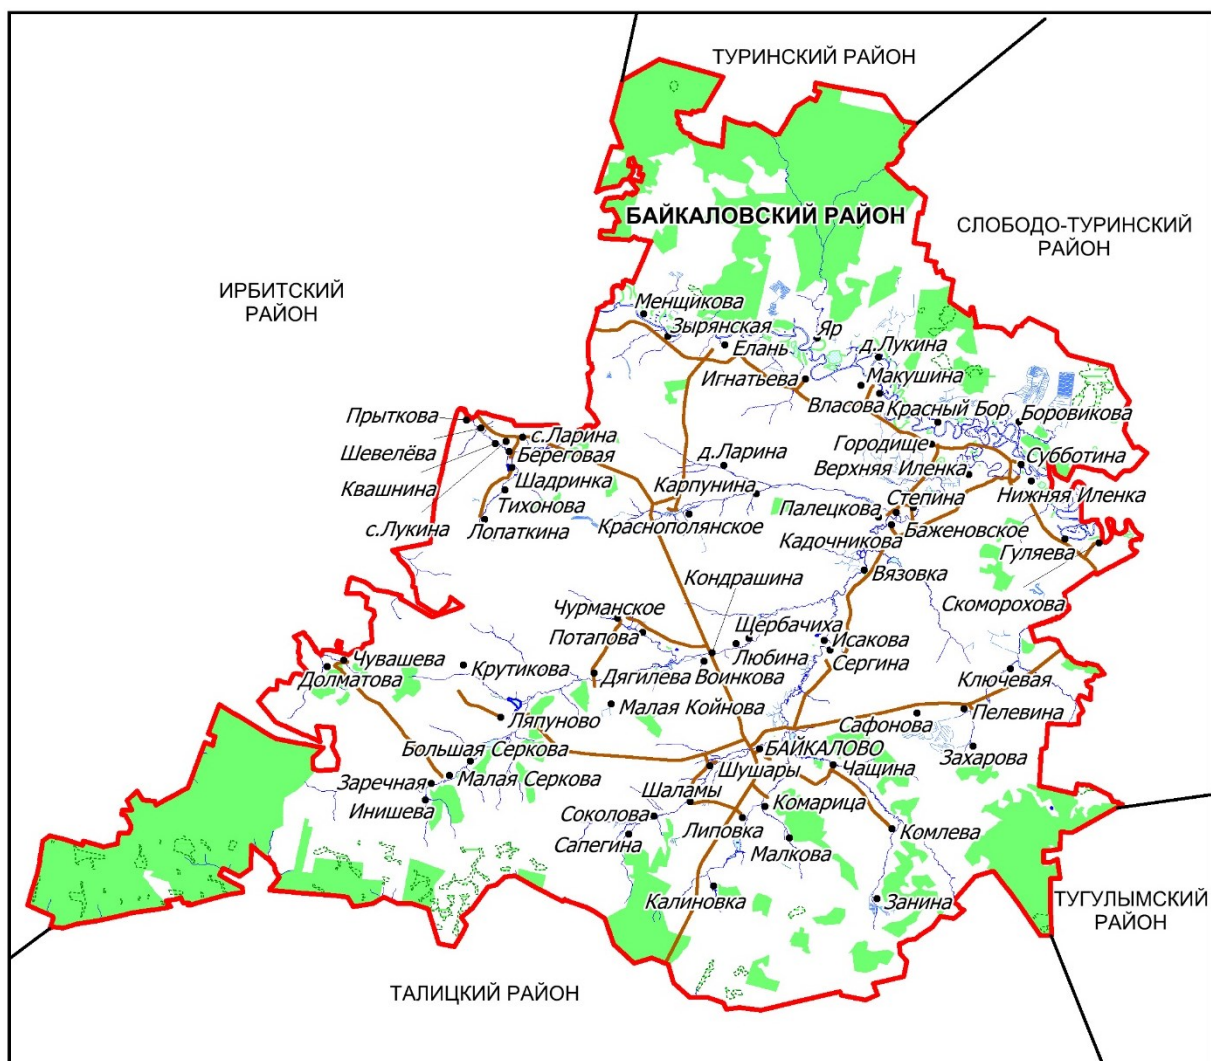 ТУРИНСКИЙ РАЙОН
БАЙКАЛОВСКИЙ РАЙОН
СЛОБОДО-ТУРИНСКИЙ
РАЙОН
ИРБИТСКИЙ
РАЙОН
Менщикова
Зырянская
Яр
Елань
д.Лукина
Игнатьева
Макушина
Власова
Красный Бор
Боровикова
Прыткова
с.Ларина
Городище
Шевелёва
Береговая
д.Ларина
Субботина
Верхняя Иленка
Квашнина
Шадринка
Карпунина
Нижняя Иленка
Тихонова
Степина
Палецкова
с.Лукина
Лопаткина
Краснополянское
Баженовское
Кадочникова
Гуляева
Вязовка
Кондрашина
Скоморохова
Чурманское
Щербачиха
Потапова
Исакова
Любина
Сергина
Чувашева
Крутикова
Долматова
Дягилева
Воинкова
Ключевая
Малая Койнова
Пелевина
Ляпуново
Сафонова
Большая Серкова
БАЙКАЛОВО
Захарова
Шушары
Чащина
Заречная
Малая Серкова
Шаламы
Инишева
Комарица
Соколова
Липовка
Комлева
Сапегина
Малкова
Калиновка
Занина
ТУГУЛЫМСКИЙ
РАЙОН
ТАЛИЦКИЙ РАЙОН